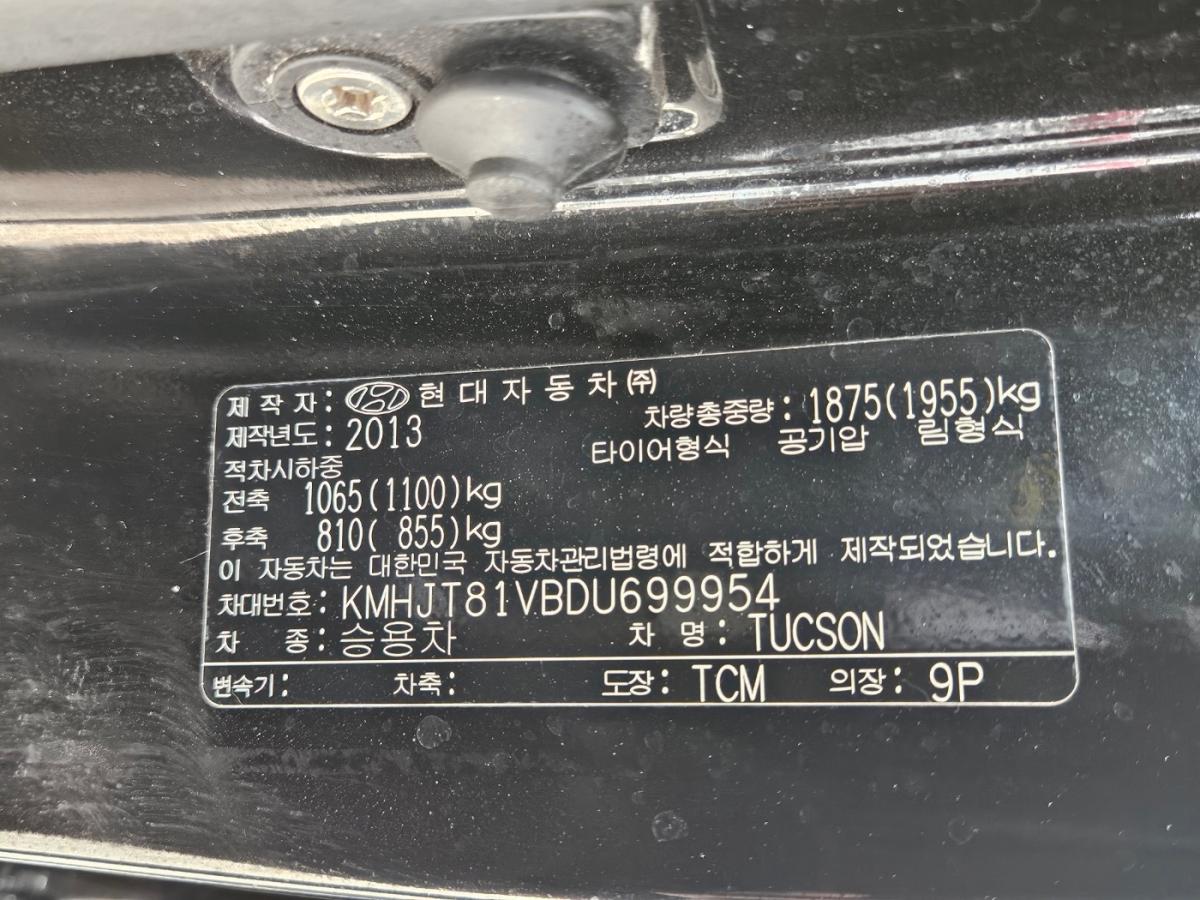 제작자: 현대자동차㈜
차량총중량: 1875(1955)kg
제작년도: 2013
타이어형식 공기압 림형식
적차시하중
전축 1065(1100)kg
후축 810( 855)kg
이 자동차는 대한민국 자동차관리법령에 적합하게 제작되었습니다.
차대번호: KMHJT81VBDU699954
차 종: 승용차 차 명: TUCSON
변속기: 차축: 도장: TCM 의장: 9P